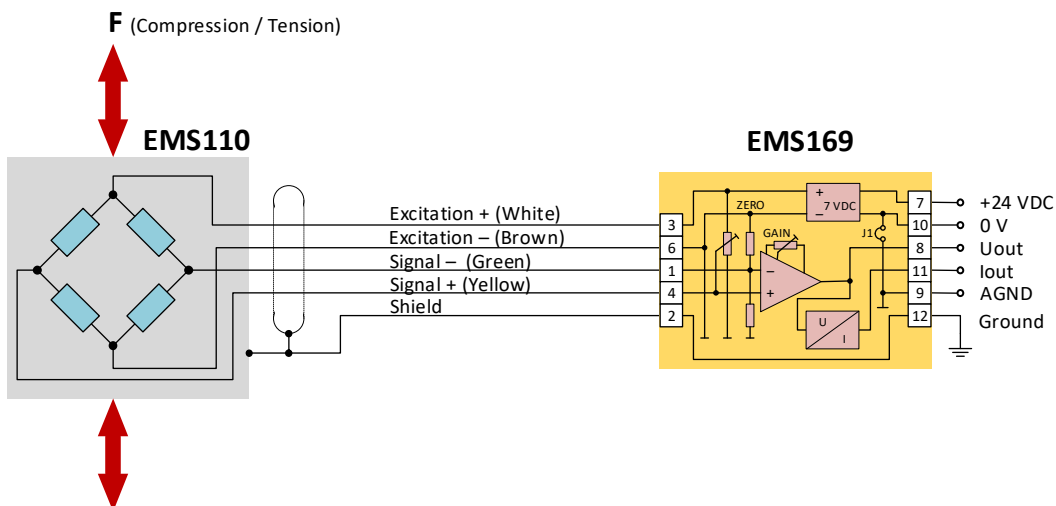 F (Compression / Tension)
EMS110
EMS169
Excitation + (White)
Excitation – (Brown)
Signal – (Green)
Signal + (Yellow)
Shield
3
6
1
4
2
ZERO
GAIN
+
–
7 VDC
J1
–
+
U
I
7
10
8
11
9
12
+24 VDC
0 V
Uout
Iout
AGND
Ground